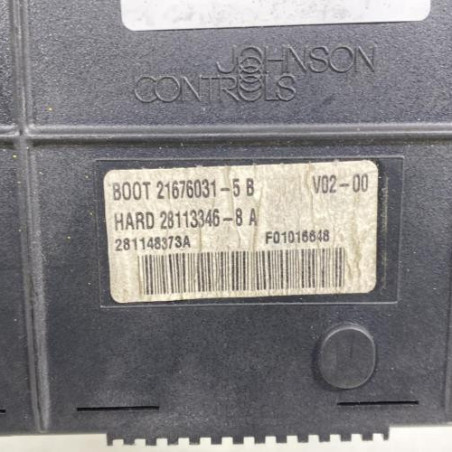 JOHNSON
CONTROLS
BOOT 21676031-5 B V02-00
HARD 28113346-8 A
281148373A F01016648